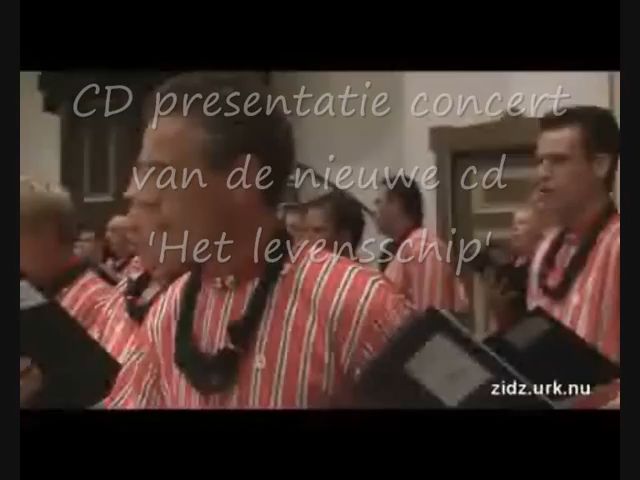 CD presentatie concert
van de nieuwe cd
'Het levensschip'
zidz.urk.nu